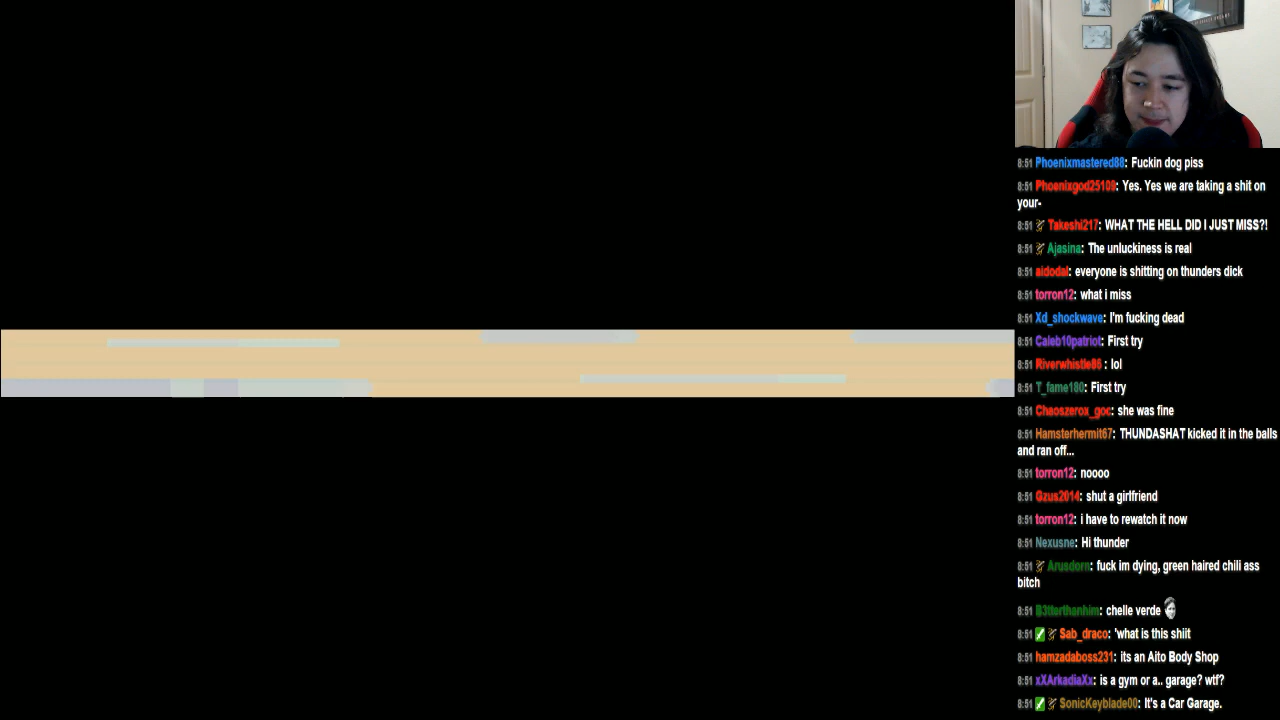 8:51 Phoenixmastered88: Fuckin dog piss
8:51 Phoenixgod25108: Yes. Yes we are taking a shit on
your-
8:51 Takeshi217: WHAT THE HELL DID I JUST MISS?!
8:51 Ajasina: The unluckiness is real
8:51 aidodal: everyone is shitting on thunders dick
8:51 torron12: what i miss
8:51 Xd_shockwave: I'm fucking dead
8:51 Caleb10patriot: First try
8:51 Riverwhistle86: lol
8:51 T_fame180: First try
8:51 Chaoszerox_goc: she was fine
8:51 Hamsterhermit67: THUNDASHAT kicked it in the balls
and ran off...
8:51 torron12: noooo
8:51 Gzus2014: shut a girlfriend
8:51 torron12: i have to rewatch it now
8:51 Nexusne: Hi thunder
8:51 Arusdorn: fuck im dying, green haired chili ass
bitch
8:51 B3tterthanhim: chelle verde
8:51 Sab_draco: 'what is this shiit
8:51 hamzadaboss231: its an Aito Body Shop
8:51 xXArkadiaXx: is a gym or a.. garage? wtf?
8:51 SonicKeyblade00: It's a Car Garage.